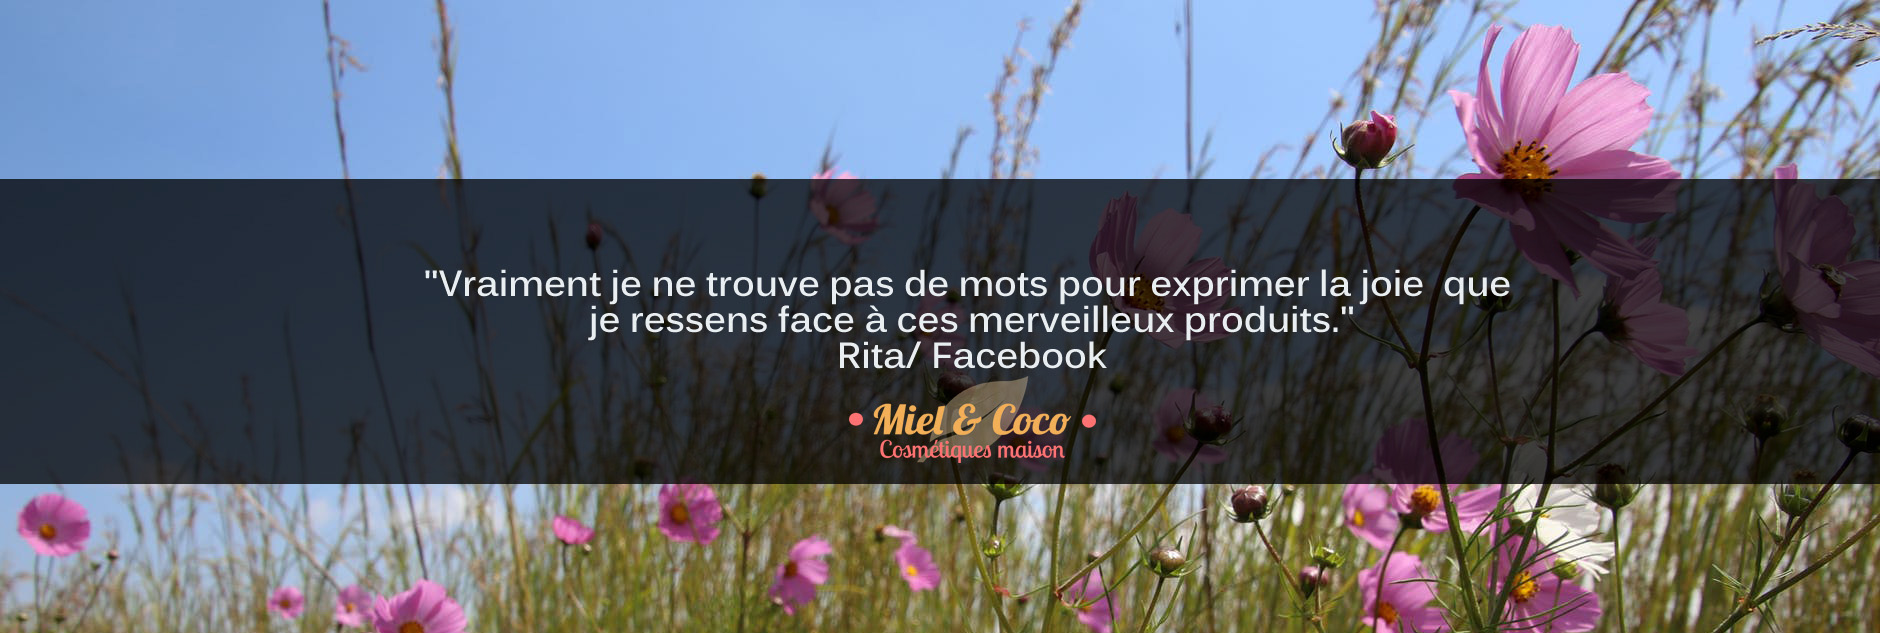 "Vraiment je ne trouve pas de mots pour exprimer la joie  que
je ressens face à ces merveilleux produits."
Rita/ Facebook
Miel & Coco
Cosmétiques maison